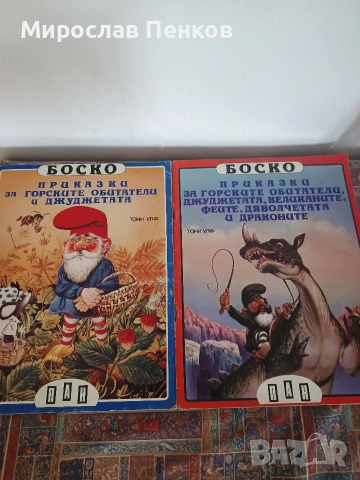 Мирослав Пенков
БОСКО
ПРИКАЗКИ
ЗА ГОРСКИТЕ ОБИТАТЕЛИ
И ДЖУДЖЕТАТА
ТОНИ УЛФ
ПАН
БОСКО
ПРИКАЗКИ
ЗА ГОРСКИТЕ ОБИТАТЕЛИ,
ДЖУДЖЕТАТА, ВЕЛИКАНИТЕ,
ФЕИТЕ, ДЯВОЛЧЕТАТА
И ДРАКОНИТЕ
ТОНИ УЛФ
ПАН
BAZAR